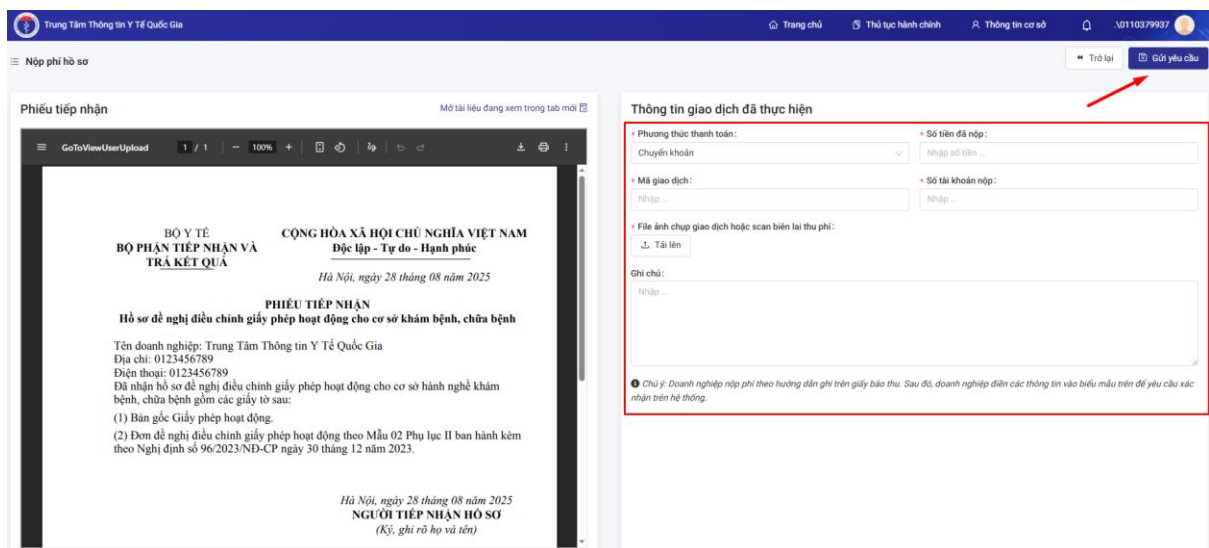 Trung Tâm Thông tin Y Tế Quốc Gia
Trang chủ
Thủ tục hành chính
Thông tin cơ sở
.\0110379937
Nộp phí hồ sơ
Trở lại
Gửi yêu cầu
Phiếu tiếp nhận
Mở tài liệu đang xem trong tab mới
GoToViewUserUpload
1 / 1
100%
BỘ Y TẾ
BỘ PHẬN TIẾP NHẬN VÀ
TRẢ KẾT QUẢ
CỘNG HÒA XÃ HỘI CHỦ NGHĨA VIỆT NAM
Độc lập - Tự do - Hạnh phúc
Hà Nội, ngày 28 tháng 08 năm 2025
PHIẾU TIẾP NHẬN
Hồ sơ đề nghị điều chỉnh giấy phép hoạt động cho cơ sở khám bệnh, chữa bệnh
Tên doanh nghiệp: Trung Tâm Thông tin Y Tế Quốc Gia
Địa chỉ: 0123456789
Điện thoại: 0123456789
Đã nhận hồ sơ đề nghị điều chỉnh giấy phép hoạt động cho cơ sở hành nghề khám
bệnh, chữa bệnh gồm các giấy tờ sau:
(1) Bản gốc Giấy phép hoạt động.
(2) Đơn đề nghị điều chỉnh giấy phép hoạt động theo Mẫu 02 Phụ lục II ban hành kèm
theo Nghị định số 96/2023/NĐ-CP ngày 30 tháng 12 năm 2023.
Hà Nội, ngày 28 tháng 08 năm 2025
NGƯỜI TIẾP NHẬN HỒ SƠ
(Ký, ghi rõ họ và tên)
Thông tin giao dịch đã thực hiện
* Phương thức thanh toán:
Chuyển khoản
* Số tiền đã nộp:
Nhập số tiền ...
* Mã giao dịch:
Nhập ...
* Số tài khoản nộp:
Nhập ...
* File ảnh chụp giao dịch hoặc scan biên lai thu phí:
Tải lên
Ghi chú:
Nhập ...
Chú ý: Doanh nghiệp nộp phí theo hướng dẫn ghi trên giấy báo thu. Sau đó, doanh nghiệp điền các thông tin vào biểu mẫu trên để yêu cầu xác
nhận trên hệ thống.